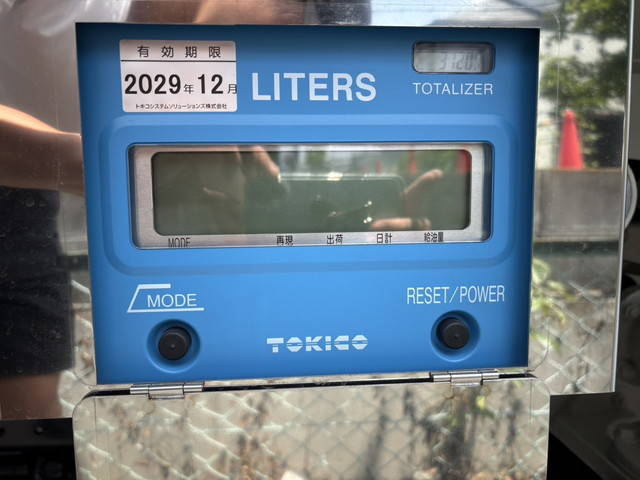 有効期限
2029年12月
トキコシステムソリューションズ株式会社
LITERS
TOTALIZER
MODE 再現 出荷 日計 給油量
MODE
RESET/POWER
TOKICO